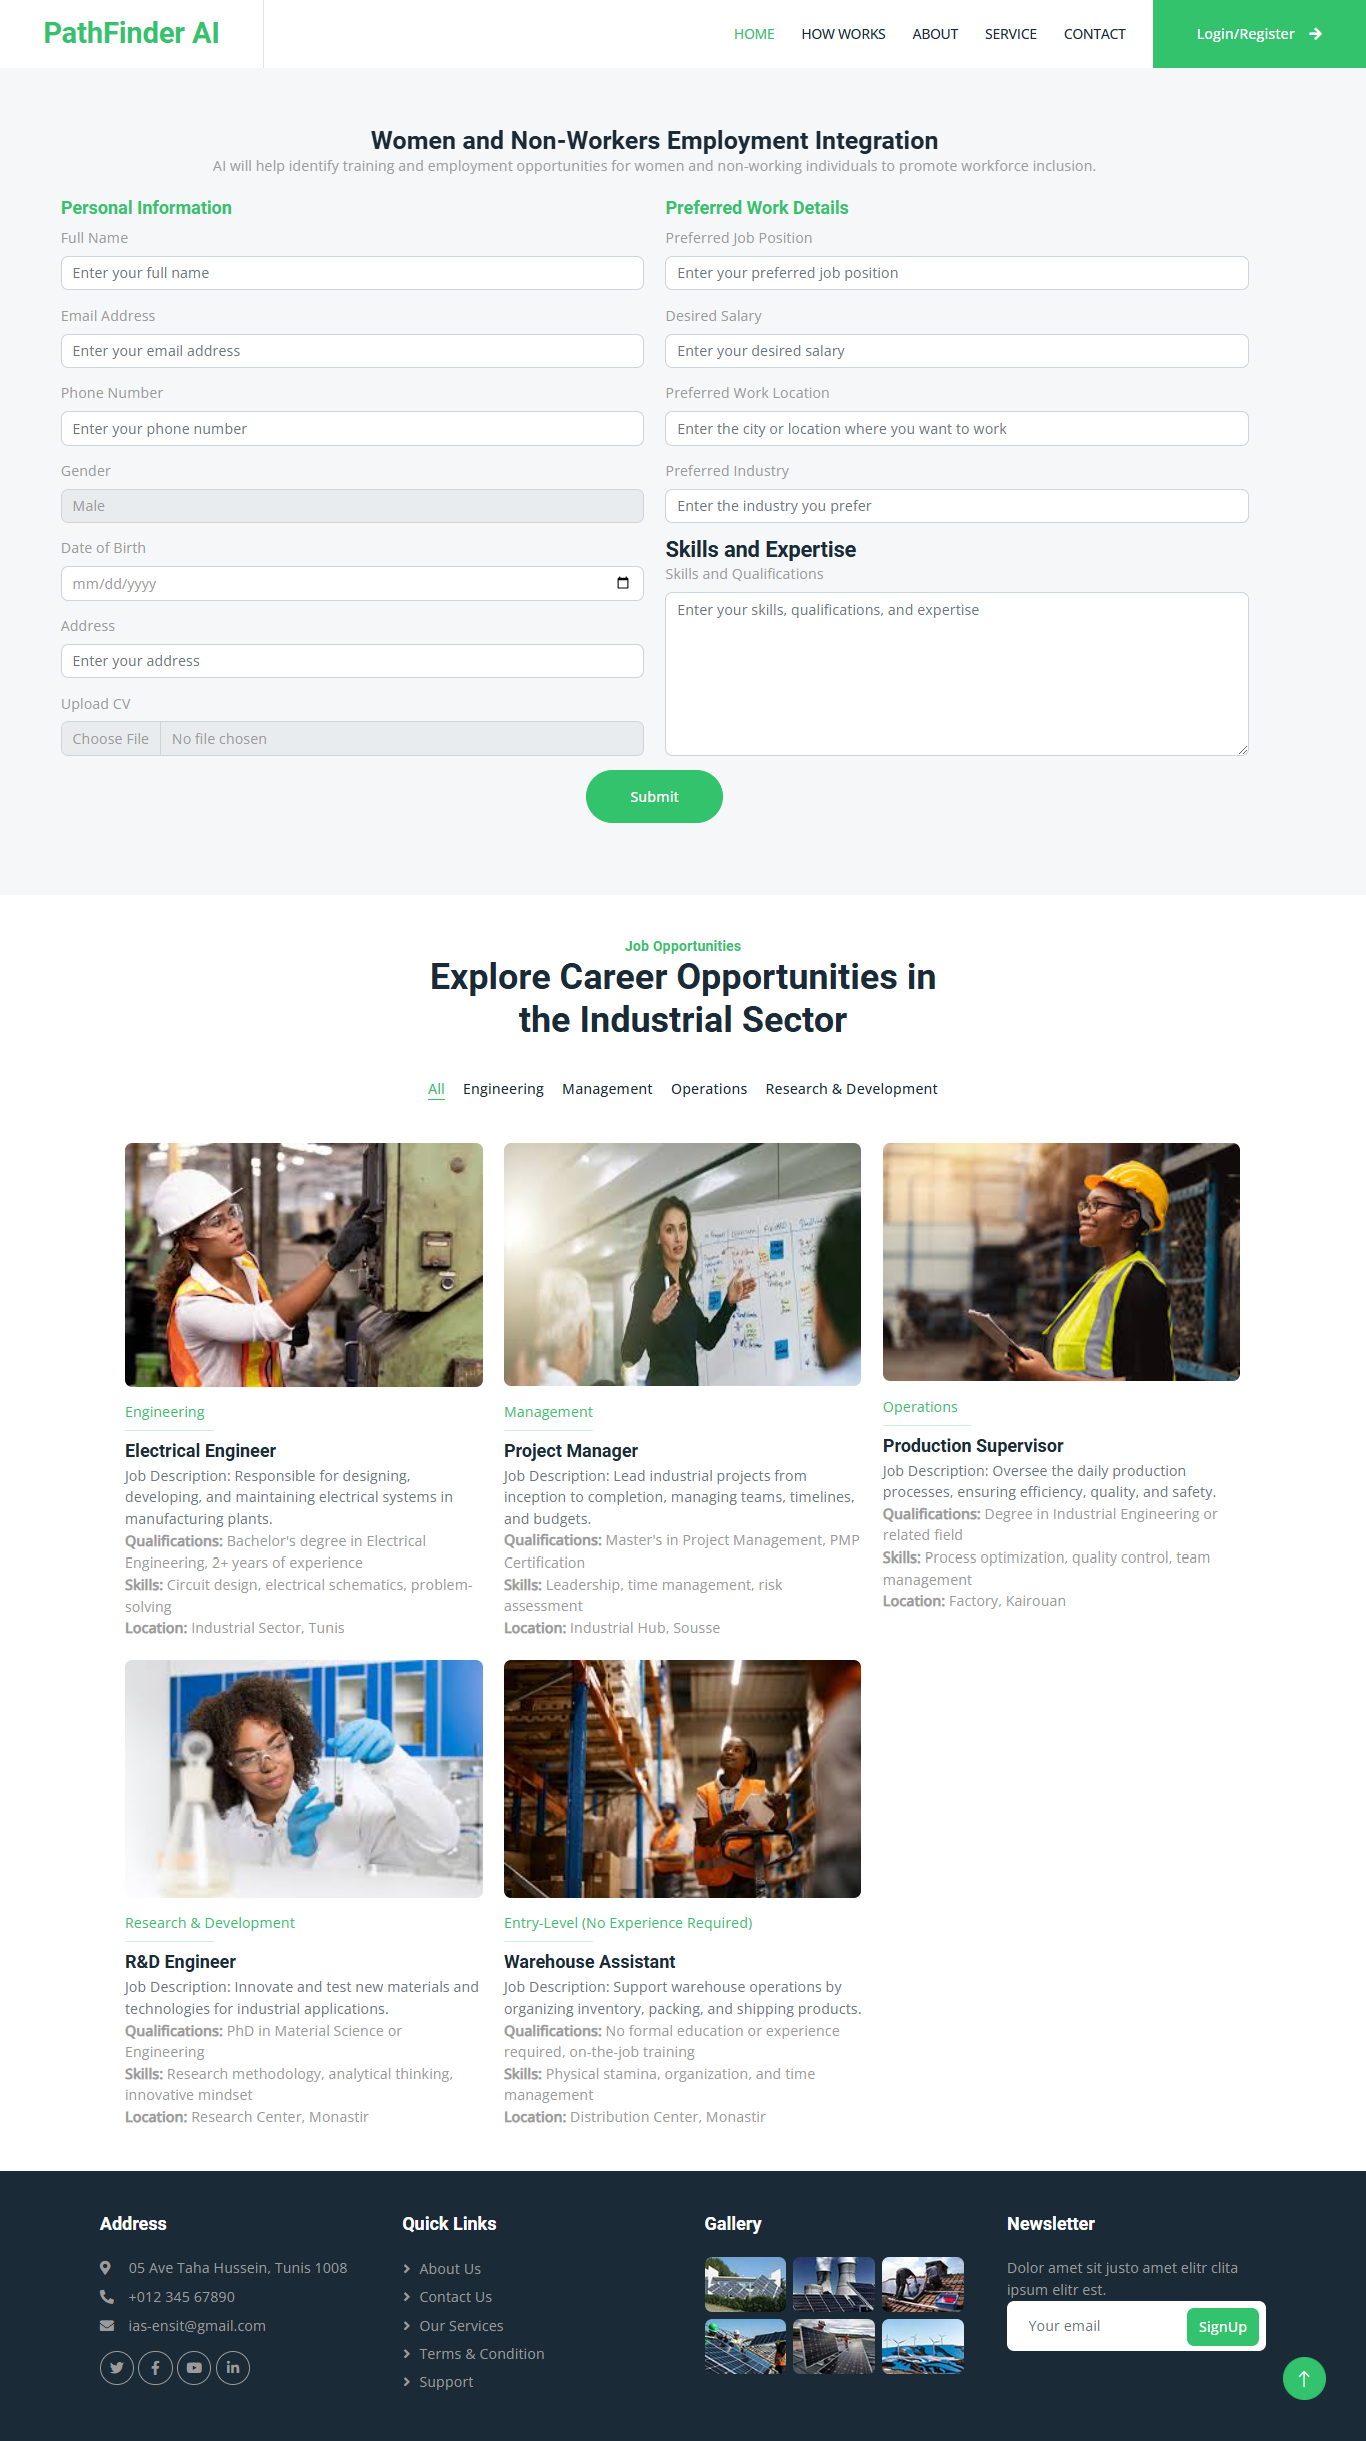 PathFinder AI
HOME HOW WORKS ABOUT SERVICE CONTACT Login/Register
Women and Non-Workers Employment Integration
AI will help identify training and employment opportunities for women and non-working individuals to promote workforce inclusion.
Personal Information
Full Name
Enter your full name
Email Address
Enter your email address
Phone Number
Enter your phone number
Gender
Male
Date of Birth
mm/dd/yyyy
Address
Enter your address
Upload CV
Choose File No file chosen
Preferred Work Details
Preferred Job Position
Enter your preferred job position
Desired Salary
Enter your desired salary
Preferred Work Location
Enter the city or location where you want to work
Preferred Industry
Enter the industry you prefer
Skills and Expertise
Skills and Qualifications
Enter your skills, qualifications, and expertise
Submit
Job Opportunities
Explore Career Opportunities in
the Industrial Sector
All Engineering Management Operations Research & Development
Engineering
Electrical Engineer
Job Description: Responsible for designing,
developing, and maintaining electrical systems in
manufacturing plants.
Qualifications: Bachelor's degree in Electrical
Engineering, 2+ years of experience
Skills: Circuit design, electrical schematics, problem-
solving
Location: Industrial Sector, Tunis
Management
Project Manager
Job Description: Lead industrial projects from
inception to completion, managing teams, timelines,
and budgets.
Qualifications: Master's in Project Management, PMP
Certification
Skills: Leadership, time management, risk
assessment
Location: Industrial Hub, Sousse
Operations
Production Supervisor
Job Description: Oversee the daily production
processes, ensuring efficiency, quality, and safety.
Qualifications: Degree in Industrial Engineering or
related field
Skills: Process optimization, quality control, team
management
Location: Factory, Kairouan
Research & Development
R&D Engineer
Job Description: Innovate and test new materials and
technologies for industrial applications.
Qualifications: PhD in Material Science or
Engineering
Skills: Research methodology, analytical thinking,
innovative mindset
Location: Research Center, Monastir
Entry-Level (No Experience Required)
Warehouse Assistant
Job Description: Support warehouse operations by
organizing inventory, packing, and shipping products.
Qualifications: No formal education or experience
required, on-the-job training
Skills: Physical stamina, organization, and time
management
Location: Distribution Center, Monastir
Address
05 Ave Taha Hussein, Tunis 1008
+012 345 67890
ias-ensit@gmail.com
Quick Links
About Us
Contact Us
Our Services
Terms & Condition
Support
Gallery
Newsletter
Dolor amet sit justo amet elitr clita
ipsum elitr est.
Your email SignUp